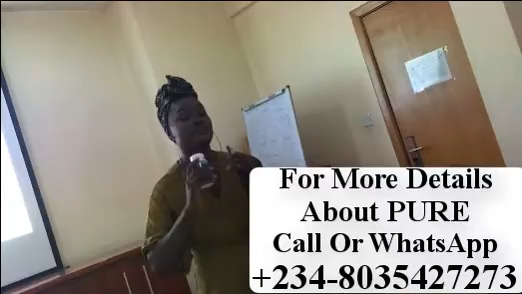 For More Details
About PURE
Call Or WhatsApp
+234-8035427273